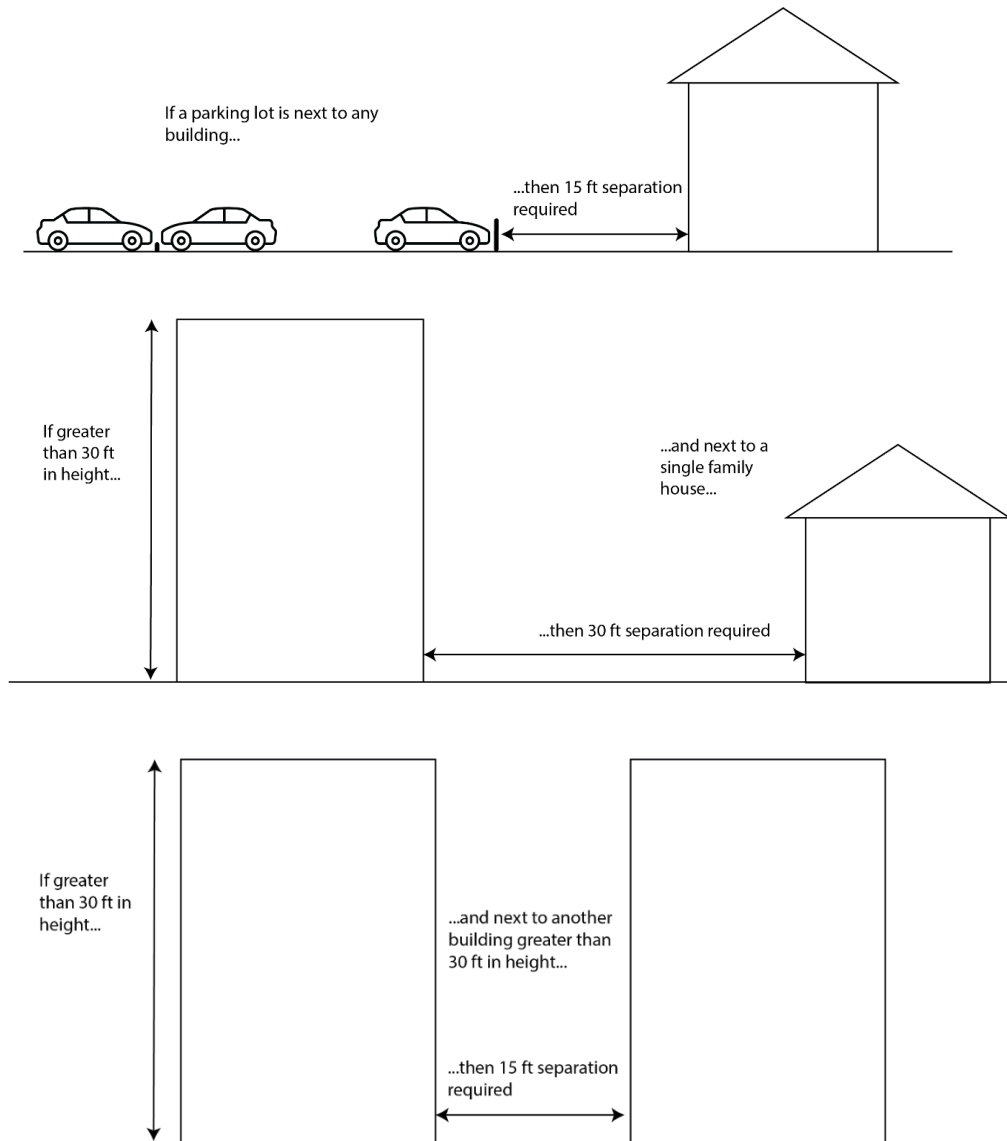 If a parking lot is next to any
building...
...then 15 ft separation
required
If greater
than 30 ft
in height...
...and next to a
single family
house...
...then 30 ft separation required
If greater
than 30 ft in
height...
...and next to another
building greater than
30 ft in height...
...then 15 ft separation
required